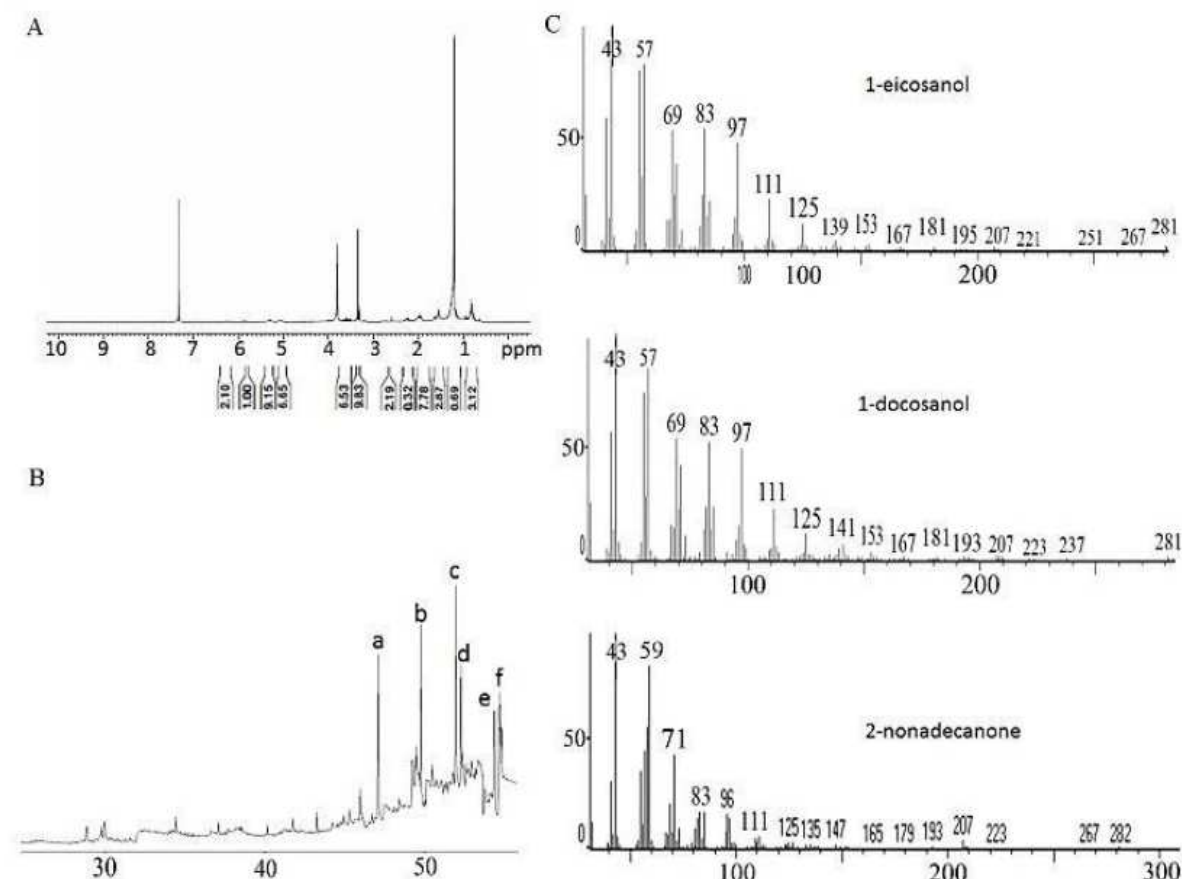 A
10 9 8 7 6 5 4 3 2 1 ppm
2.10 1.00 9.15 6.65 6.53 9.83 2.19 0.32 7.78 2.87 0.69 3.12
B
a b c d e f
30 40 50
C
43 57 69 83 97 111 125 139 153 167 181 195 207 221 251 267 281
1-eicosanol
50
0
100 100 200
43 57 69 83 97 111 125 141 153 167 181 193 207 223 237 281
1-docosanol
50
0
100 200
43 59 71 83 96 111 125 135 147 165 179 193 207 223 267 282
2-nonadecanone
50
0
100 200 300